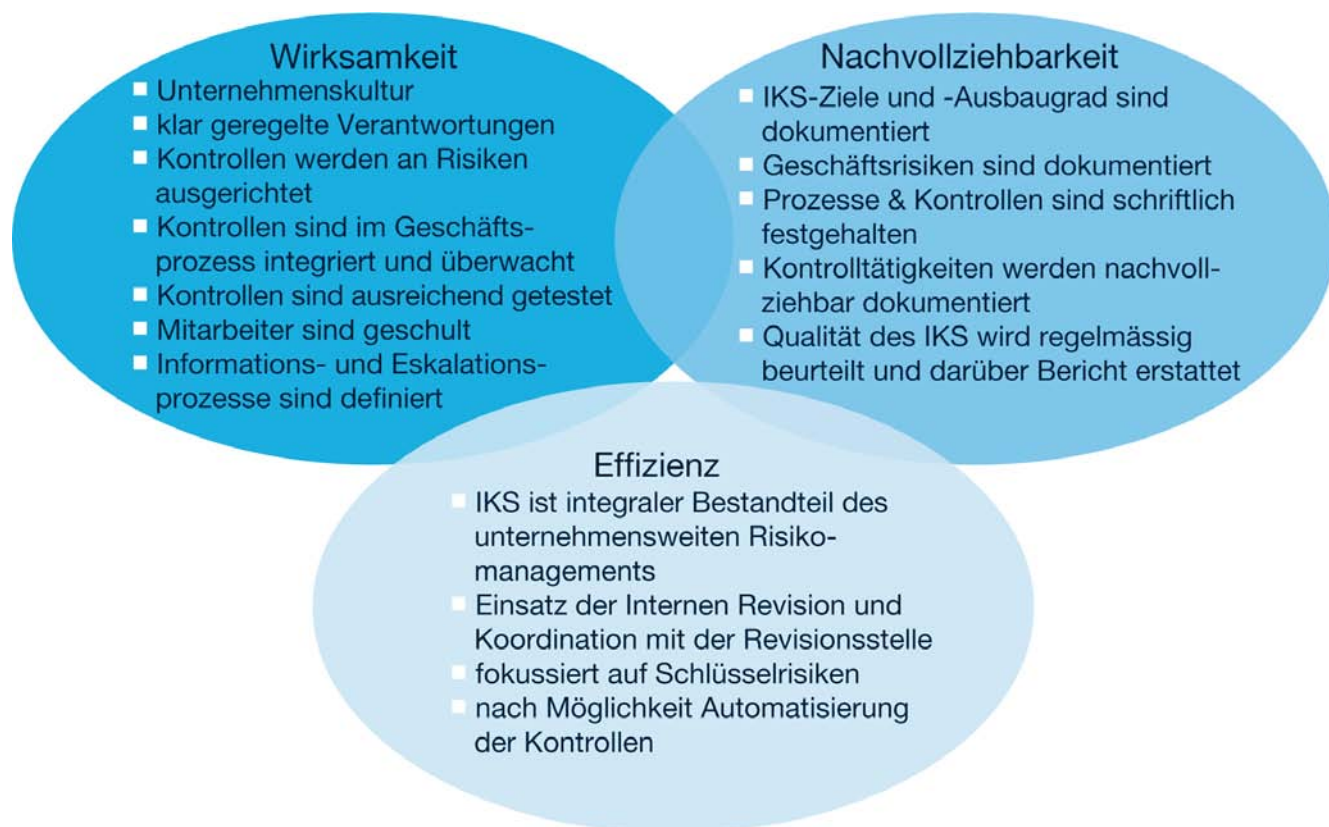 Wirksamkeit
Unternehmenskultur
klar geregelte Verantwortungen
Kontrollen werden an Risiken
ausgerichtet
Kontrollen sind im Geschäfts-
prozess integriert und überwacht
Kontrollen sind ausreichend getestet
Mitarbeiter sind geschult
Informations- und Eskalations-
prozesse sind definiert
Nachvollziehbarkeit
IKS-Ziele und -Ausbaugrad sind
dokumentiert
Geschäftsrisiken sind dokumentiert
Prozesse & Kontrollen sind schriftlich
festgehalten
Kontrolltätigkeiten werden nachvoll-
ziehbar dokumentiert
Qualität des IKS wird regelmässig
beurteilt und darüber Bericht erstattet
Effizienz
IKS ist integraler Bestandteil des
unternehmensweiten Risiko-
managements
Einsatz der Internen Revision und
Koordination mit der Revisionsstelle
fokussiert auf Schlüsselrisiken
nach Möglichkeit Automatisierung
der Kontrollen